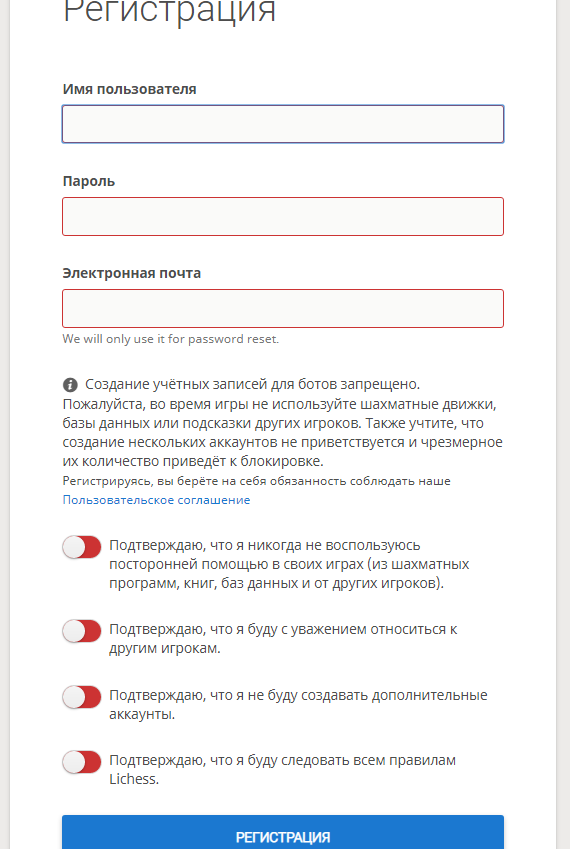 Регистрация
Имя пользователя
Пароль
Электронная почта
We will only use it for password reset.
Создание учётных записей для ботов запрещено.
Пожалуйста, во время игры не используйте шахматные движки,
базы данных или подсказки других игроков. Также учтите, что
создание нескольких аккаунтов не приветствуется и чрезмерное
их количество приведёт к блокировке.
Регистрируясь, вы берёте на себя обязанность соблюдать наше
Пользовательское соглашение
Подтверждаю, что я никогда не воспользуюсь
посторонней помощью в своих играх (из шахматных
программ, книг, баз данных и от других игроков).
Подтверждаю, что я буду с уважением относиться к
другим игрокам.
Подтверждаю, что я не буду создавать дополнительные
аккаунты.
Подтверждаю, что я буду следовать всем правилам
Lichess.
РЕГИСТРАЦИЯ